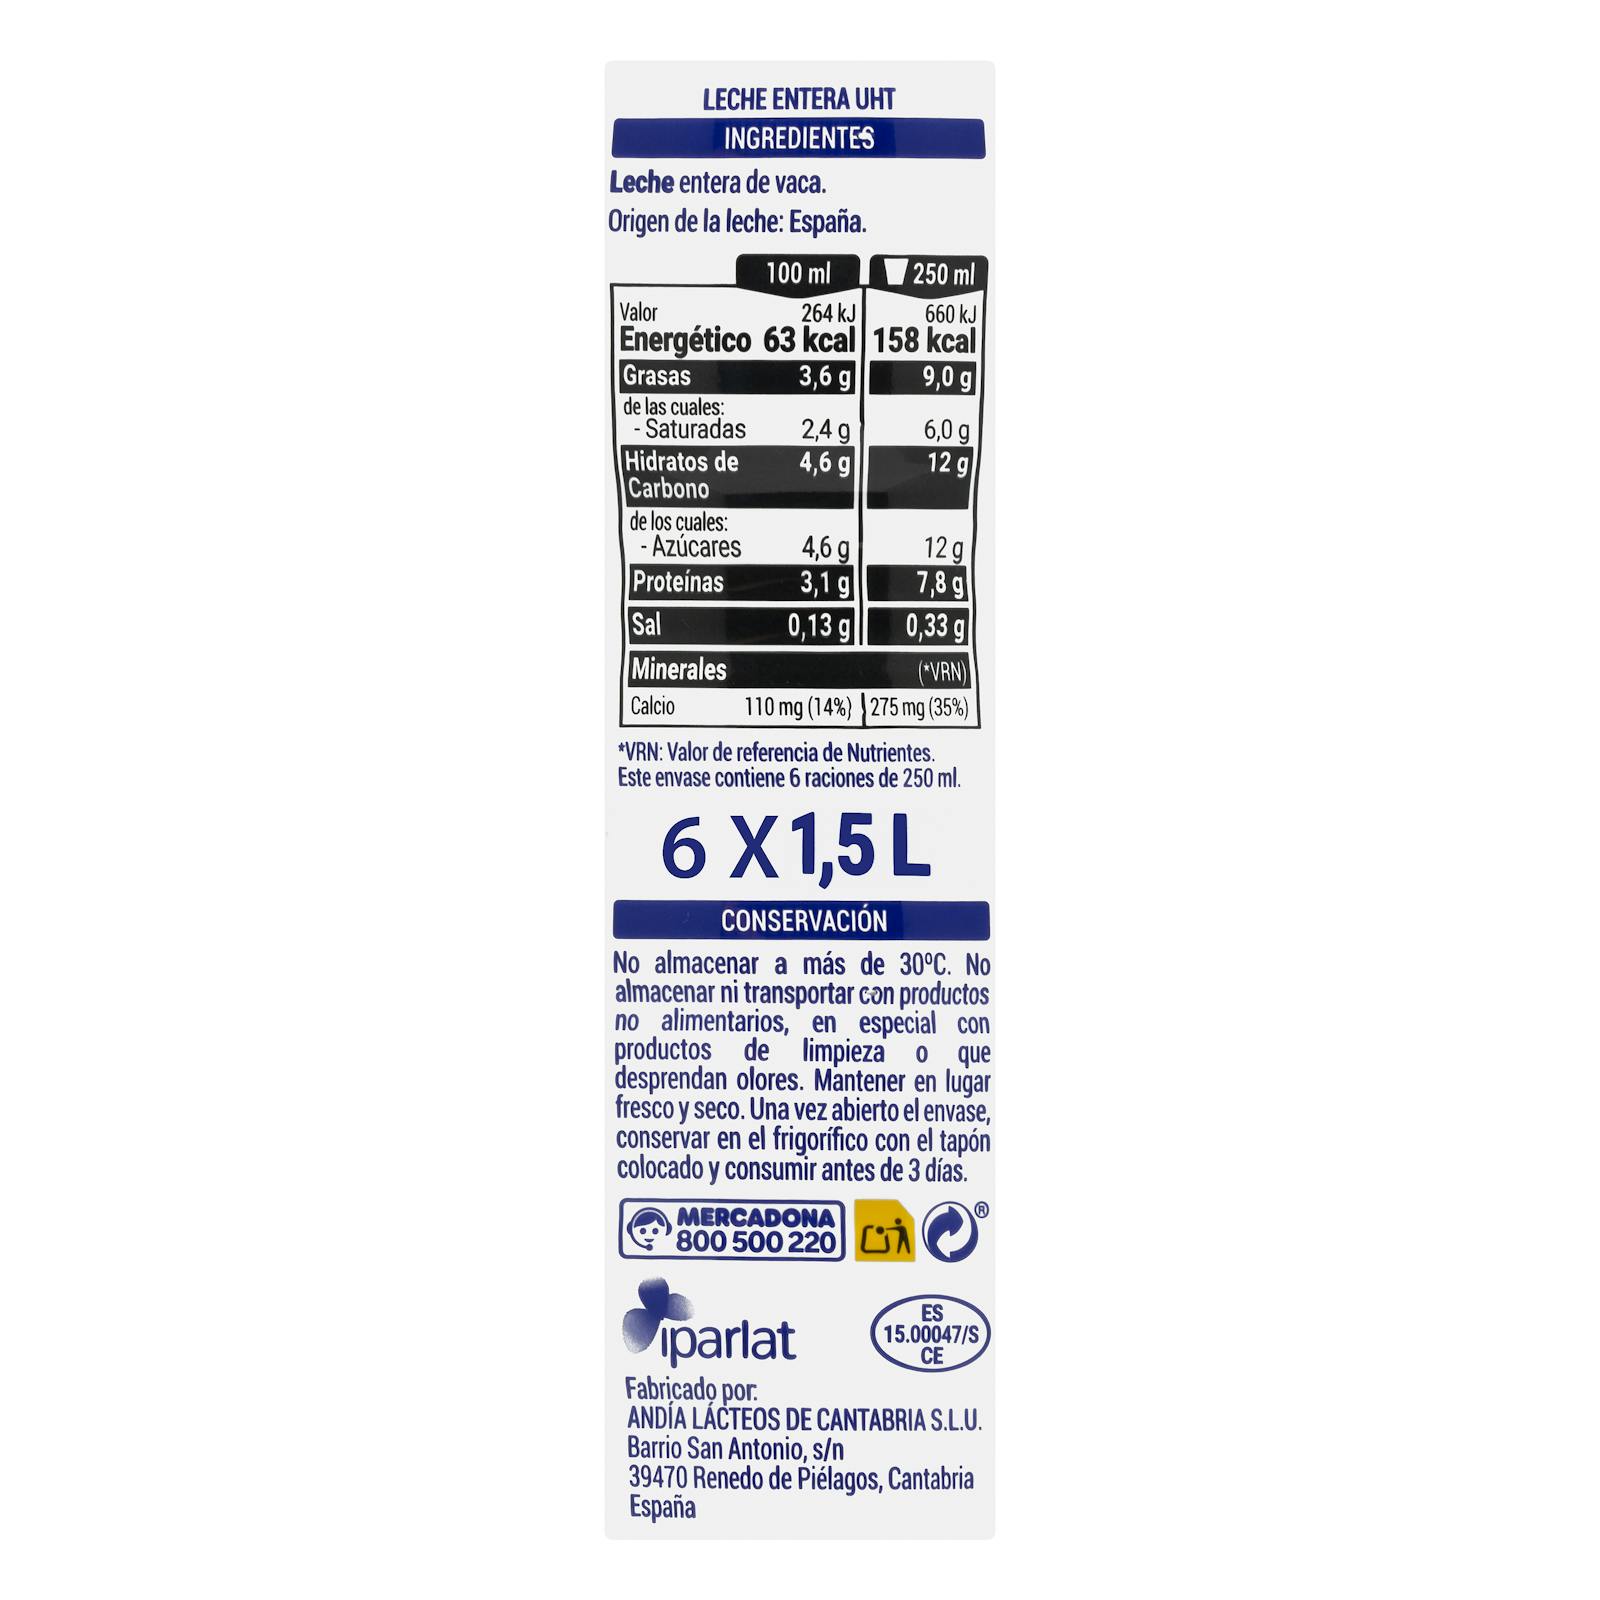 LECHE ENTERA UHT
INGREDIENTES
Leche entera de vaca.
Origen de la leche: España.
100 ml 250 ml
Valor 264 kJ 660 kJ
Energético 63 kcal 158 kcal
Grasas 3,6 g 9,0 g
de las cuales:
- Saturadas 2,4 g 6,0 g
Hidratos de 4,6 g 12 g
Carbono
de los cuales:
- Azúcares 4,6 g 12 g
Proteínas 3,1 g 7,8 g
Sal 0,13 g 0,33 g
Minerales (*VRN)
Calcio 110 mg (14%) 275 mg (35%)
*VRN: Valor de referencia de Nutrientes.
Este envase contiene 6 raciones de 250 ml.
6 X 1,5 L
CONSERVACIÓN
No almacenar a más de 30ºC. No
almacenar ni transportar con productos
no alimentarios, en especial con
productos de limpieza o que
desprendan olores. Mantener en lugar
fresco y seco. Una vez abierto el envase,
conservar en el frigorífico con el tapón
colocado y consumir antes de 3 días.
MERCADONA
800 500 220
®
iparlat
ES
15.00047/S
CE
Fabricado por:
ANDÍA LÁCTEOS DE CANTABRIA S.L.U.
Barrio San Antonio, s/n
39470 Renedo de Piélagos, Cantabria
España